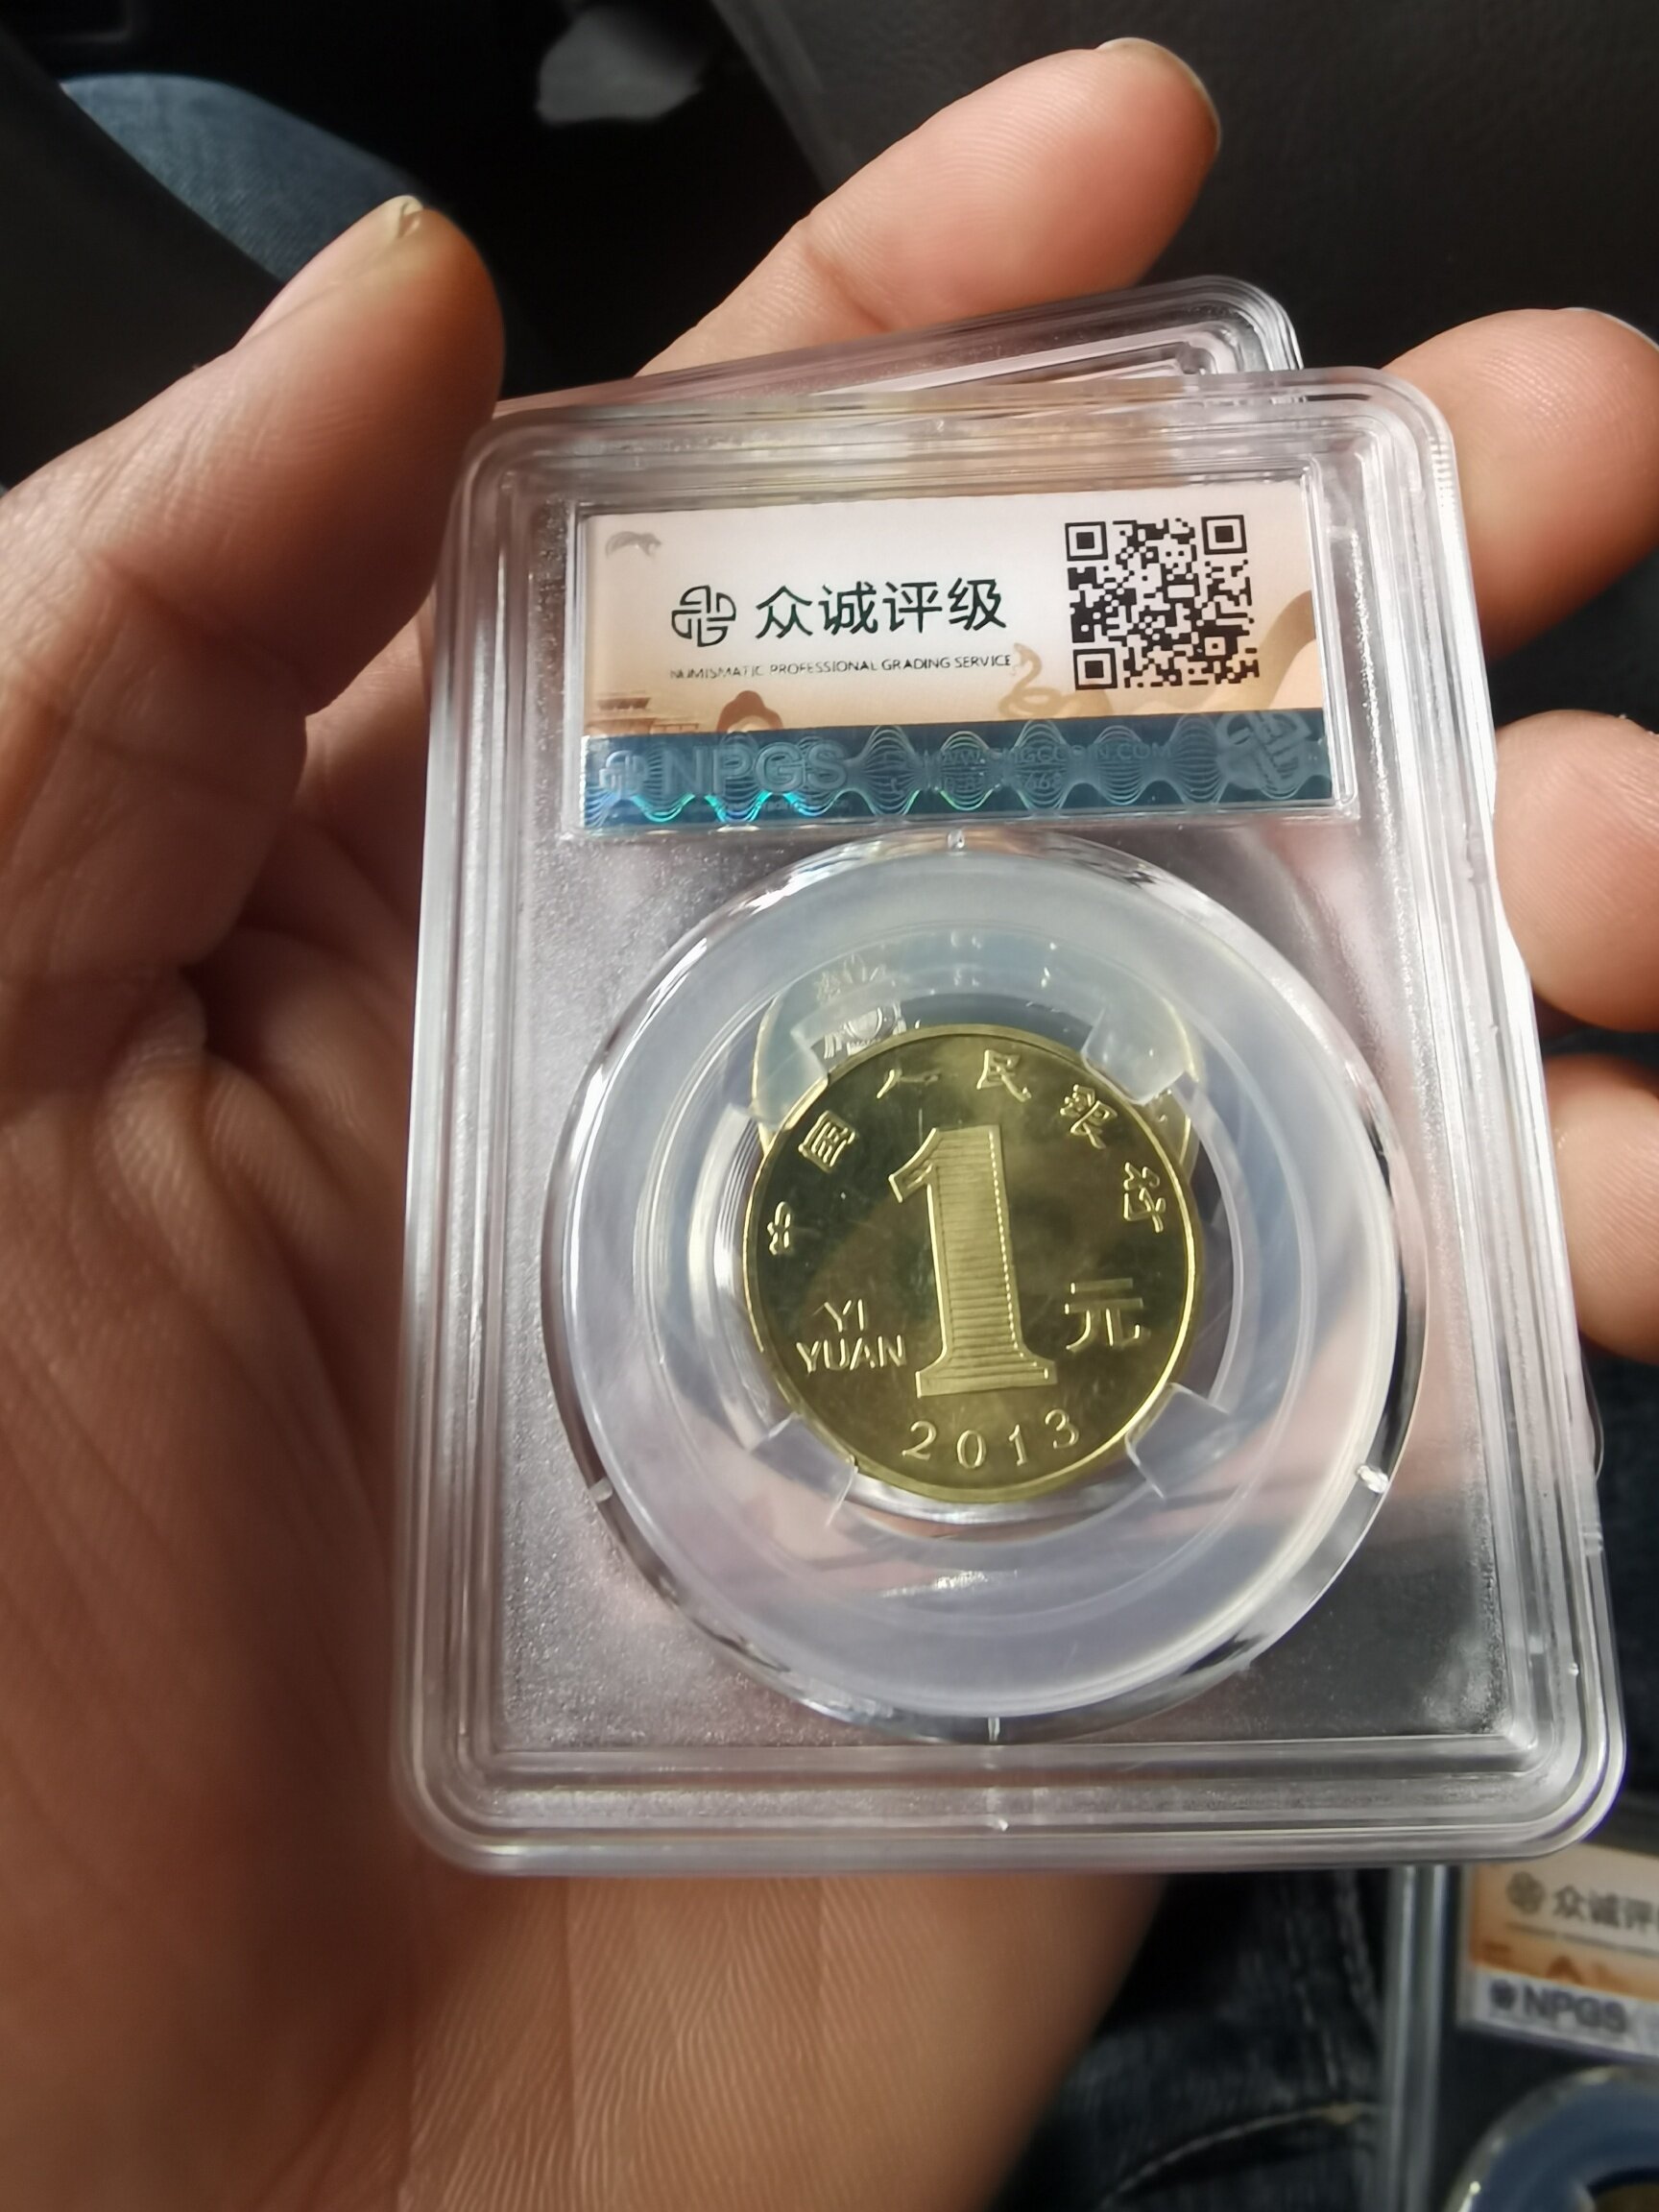 众诚评级
NUMISMATIC PROFESSIONAL GRADING SERVICE
NPGS
中国人民银行
1
YI
YUAN
元
2013
众诚评
NPGS